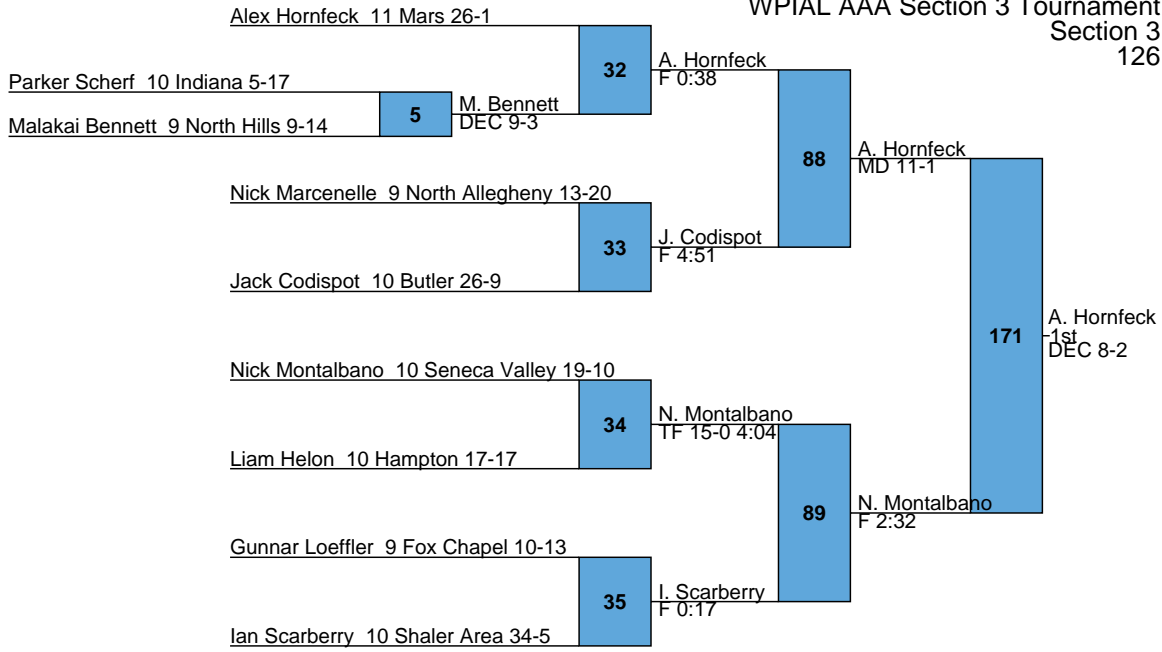 WPIAL AAA Section 3 Tournament
Section 3
126
Alex Hornfeck 11 Mars 26-1
32
A. Hornfeck
F 0:38
Parker Scherf 10 Indiana 5-17
5
M. Bennett
DEC 9-3
Malakai Bennett 9 North Hills 9-14
88
A. Hornfeck
MD 11-1
Nick Marcenelle 9 North Allegheny 13-20
33
J. Codispot
F 4:51
Jack Codispot 10 Butler 26-9
171
A. Hornfeck
1st
DEC 8-2
Nick Montalbano 10 Seneca Valley 19-10
34
N. Montalbano
TF 15-0 4:04
Liam Helon 10 Hampton 17-17
89
N. Montalbano
F 2:32
Gunnar Loeffler 9 Fox Chapel 10-13
35
I. Scarberry
F 0:17
Ian Scarberry 10 Shaler Area 34-5